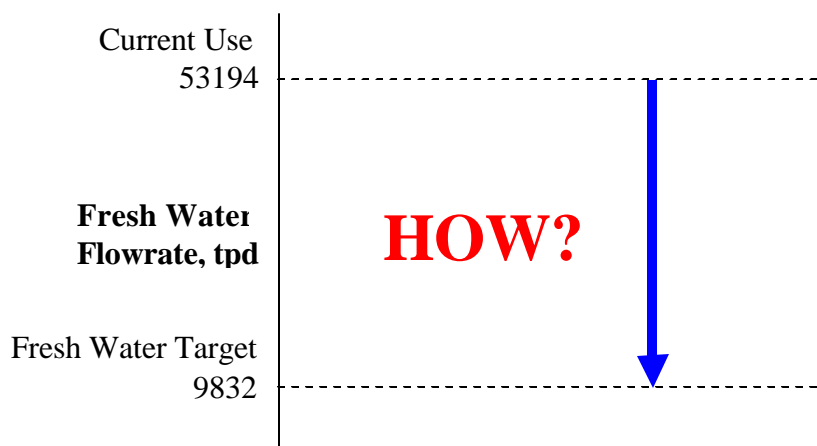 Current Use
53194
Fresh Water
Flowrate, tpd
HOW?
Fresh Water Target
9832